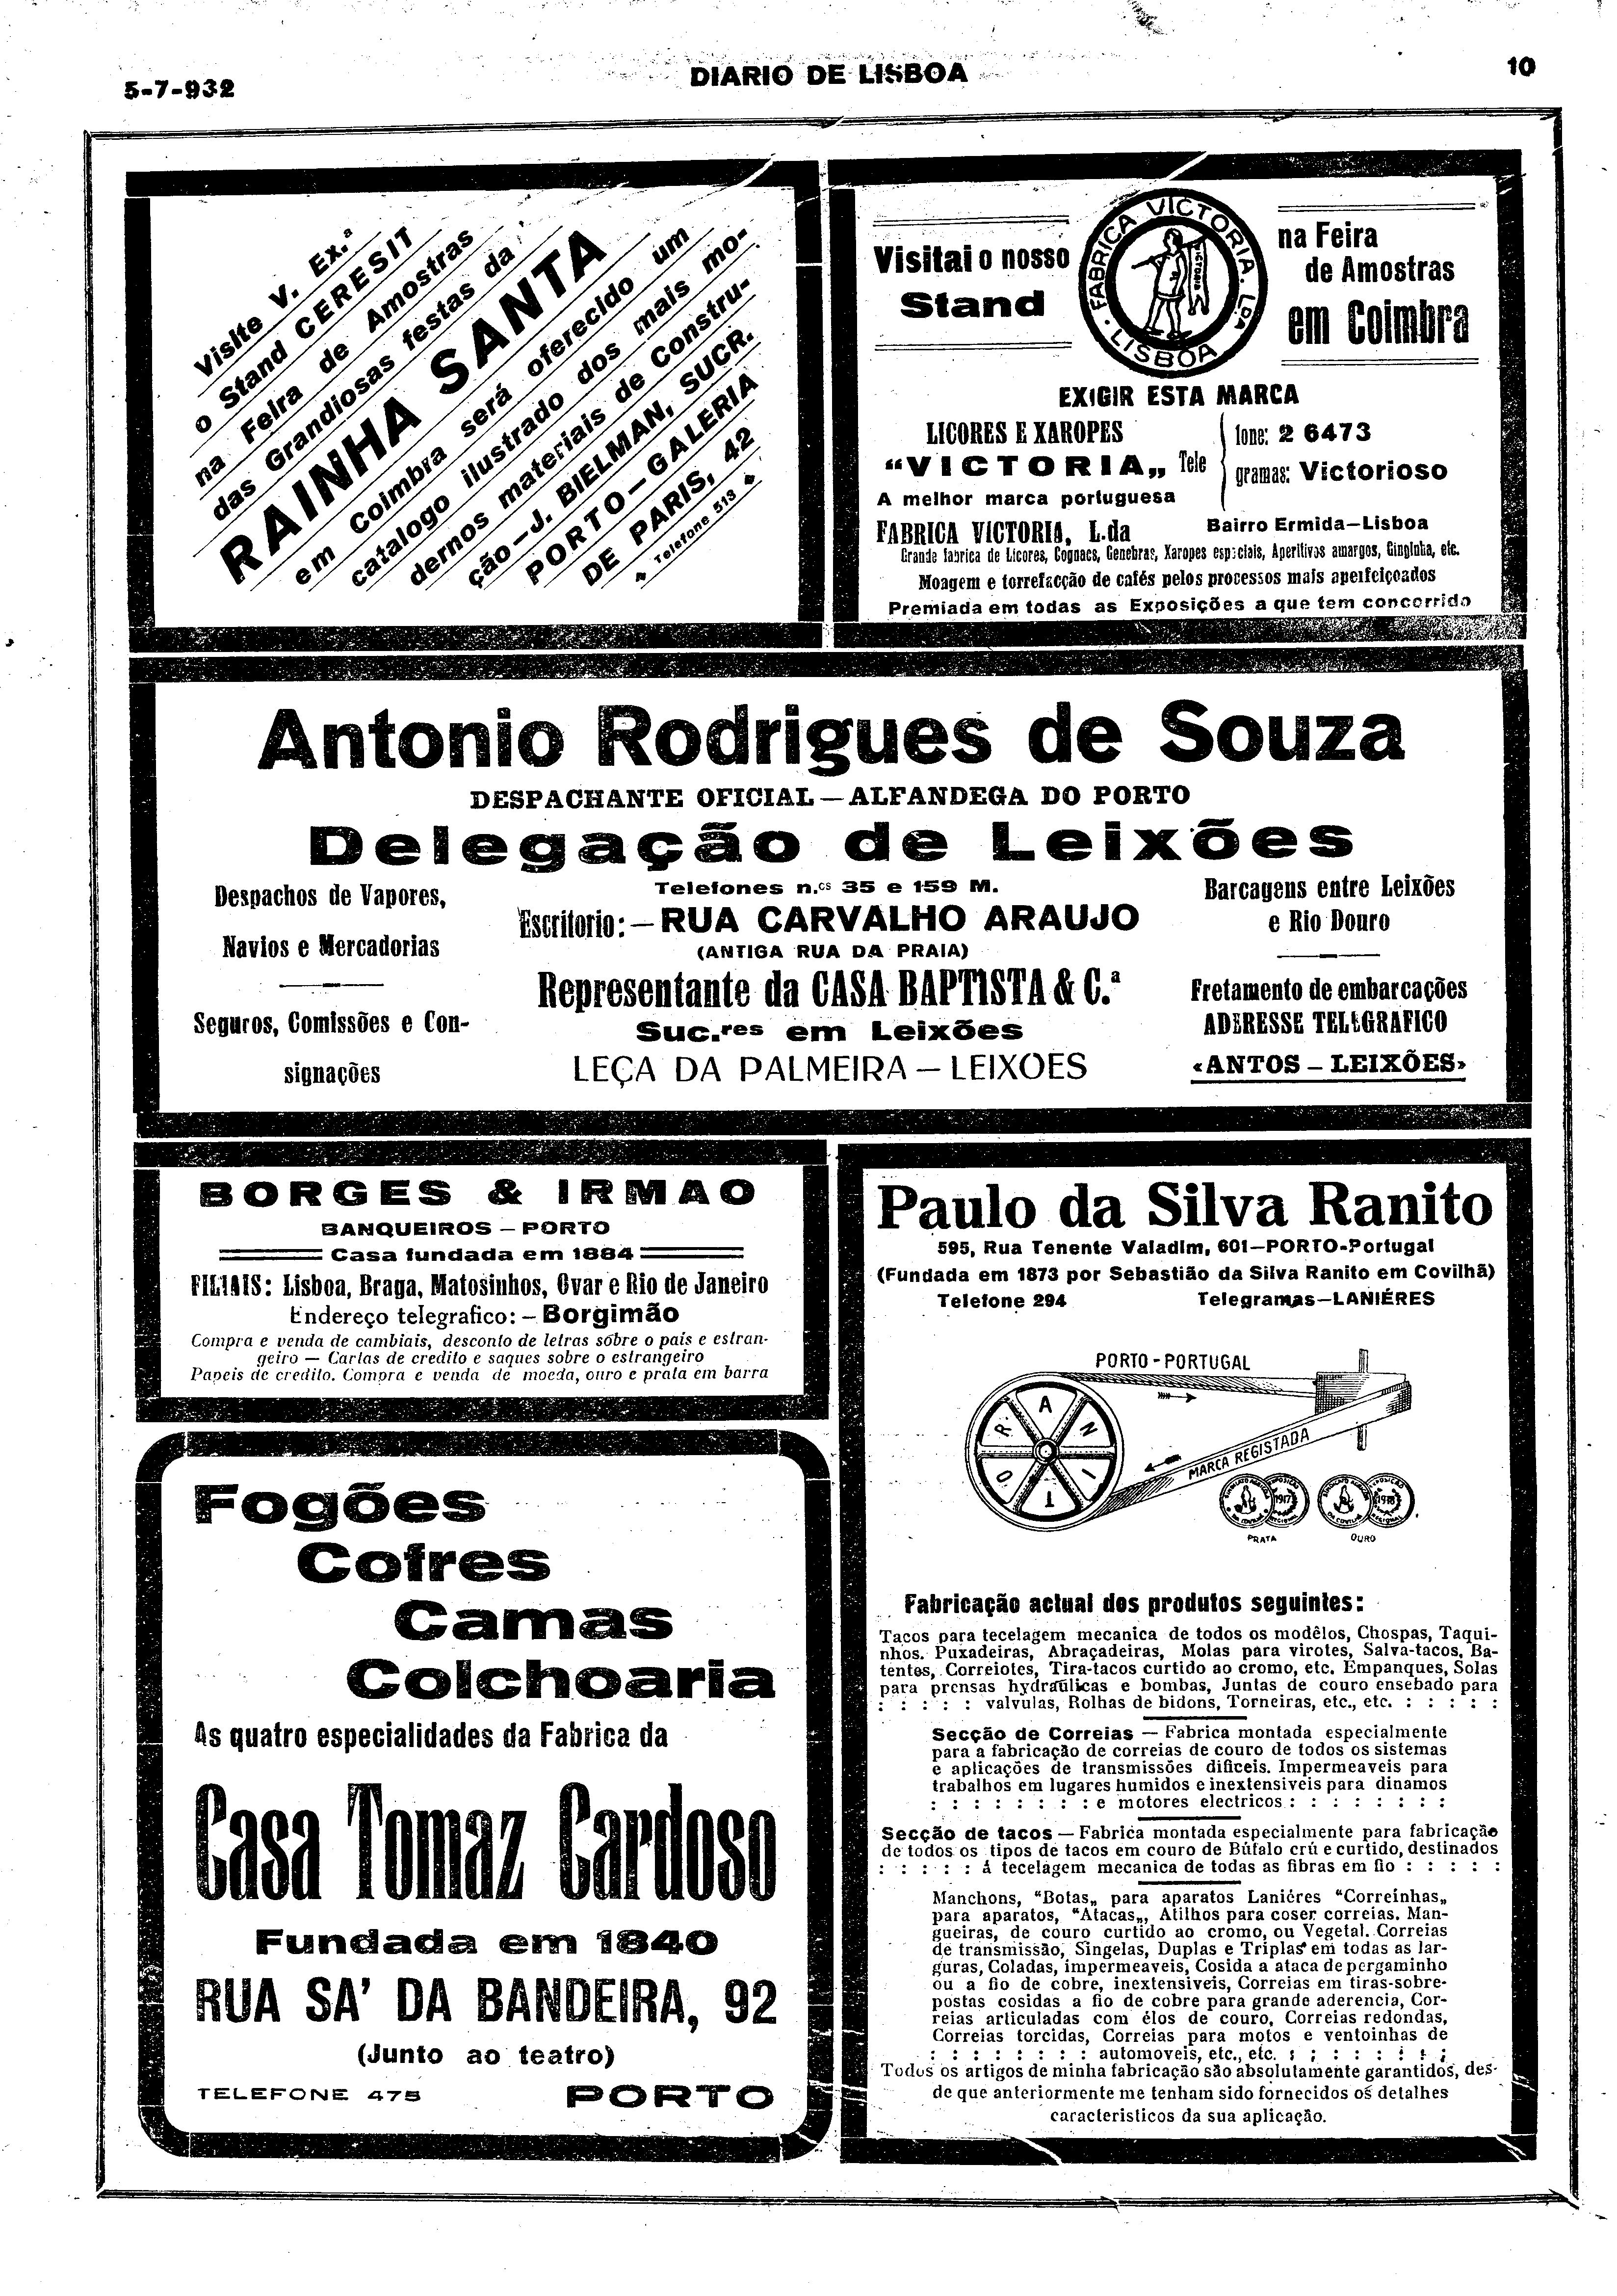 5-7-932
DIARIO DE LISBOA
10
Visite V. Ex.ª
o Stand CERESIT
na Feira de Amostras
das Grandiosas festas da
RAINHA SANTA
em Coimbra será oferecido um
catalogo ilustrado dos mais mo-
dernos materiais de Constru-
ção—J. BIELMAN, SUCR.
PORTO—GALERIA
DE PARIS, 42
Telefone 513
Visitai o nosso
Stand
FABRICA VICTORIA. L.DA
LISBOA
na Feira
de Amostras
em Coimbra
EXIGIR ESTA MARCA
LICORES E XAROPES
“VICTORIA„ Tele
fone: 2 6473
gramas: Victorioso
A melhor marca portuguesa
FABRICA VICTORIA, L.da
Bairro Ermida—Lisboa
Grande fabrica de Licores, Cognacs, Genebras, Xaropes especiais, Aperitivos amargos, Ginginha, etc.
Moagem e torrefacção de cafés pelos processos mais aperfeiçoados
Premiada em todas as Exposições a que tem concorrido
Antonio Rodrigues de Souza
DESPACHANTE OFICIAL—ALFANDEGA DO PORTO
Delegação de Leixões
Despachos de Vapores,
Navios e Mercadorias
Seguros, Comissões e Con-
signações
Telefones n.cs 35 e 159 M.
Escritorio:—RUA CARVALHO ARAUJO
(ANTIGA RUA DA PRAIA)
Representante da CASA BAPTISTA & C.ª
Suc.res em Leixões
LEÇA DA PALMEIRA—LEIXOES
Barcagens entre Leixões
e Rio Douro
Fretamento de embarcações
ADERESSE TELEGRAFICO
«ANTOS—LEIXÕES»
BORGES & IRMAO
BANQUEIROS—PORTO
Casa fundada em 1884
FILIAIS: Lisboa, Braga, Matosinhos, Ovar e Rio de Janeiro
Endereço telegrafico:—Borgimão
Compra e venda de cambiais, desconto de letras sôbre o país e estran-
geiro — Cartas de credito e saques sobre o estrangeiro
Papeis de credito. Compra e venda de moeda, ouro e prata em barra
Fogões
Cofres
Camas
Colchoaria
As quatro especialidades da Fabrica da
Casa Tomaz Cardoso
Fundada em 1840
RUA SA' DA BANDEIRA, 92
(Junto ao teatro)
TELEFONE 475
PORTO
Paulo da Silva Ranito
595, Rua Tenente Valadim, 601—PORTO-Portugal
(Fundada em 1873 por Sebastião da Silva Ranito em Covilhã)
Telefone 294
Telegramas—LANIÉRES
PORTO-PORTUGAL
RANITO
MARCA REGISTADA
1917
1918
PRATA
OURO
Fabricação actual dos produtos seguintes:
Tacos para tecelagem mecanica de todos os modêlos, Chospas, Taqui-
nhos. Puxadeiras, Abraçadeiras, Molas para virotes, Salva-tacos, Ba-
tentes, Correiotes, Tira-tacos curtido ao cromo, etc. Empanques, Solas
para prensas hydraúlicas e bombas, Juntas de couro ensebado para
: : : : : valvulas, Rolhas de bidons, Torneiras, etc., etc. : : : : :
Secção de Correias — Fabrica montada especialmente
para a fabricação de correias de couro de todos os sistemas
e aplicações de transmissões dificeis. Impermeaveis para
trabalhos em lugares humidos e inextensiveis para dinamos
: : : : : : : : e motores electricos : : : : : : : :
Secção de tacos — Fabrica montada especialmente para fabricação
de todos os tipos de tacos em couro de Búfalo crú e curtido, destinados
: : : : : á tecelagem mecanica de todas as fibras em fio : : : : :
Manchons, “Botas„ para aparatos Laniéres “Correinhas„
para aparatos, “Atacas„, Atilhos para coser correias. Man-
gueiras, de couro curtido ao cromo, ou Vegetal. Correias
de transmissão, Singelas, Duplas e Triplas em todas as lar-
guras, Coladas, impermeaveis, Cosida a ataca de pergaminho
ou a fio de cobre, inextensiveis, Correias em tiras-sobre-
postas cosidas a fio de cobre para grande aderencia, Cor-
reias articuladas com élos de couro, Correias redondas,
Correias torcidas, Correias para motos e ventoinhas de
: : : : : : : : automoveis, etc., etc. : : : : : : : :
Todos os artigos de minha fabricação são absolutamente garantidos, des-
de que anteriormente me tenham sido fornecidos os detalhes
caracteristicos da sua aplicação.